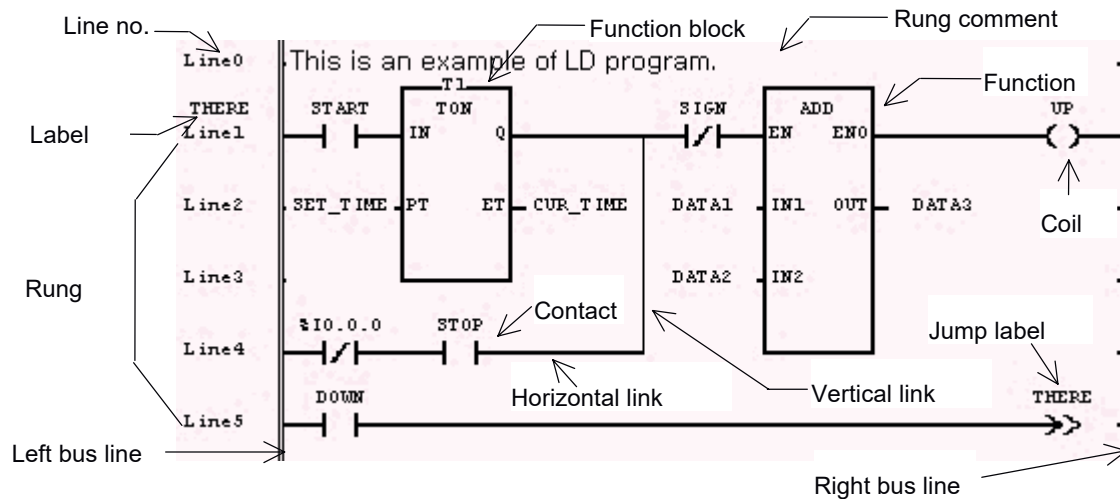 Line no.
Function block
Rung comment
Line0
This is an example of LD program.
T1
Function
THERE
START
TON
SIGN
ADD
UP
Label
Line1
IN
Q
EN
ENO
Line2
SET_TIME
PT
ET
CUR_TIME
DATA1
IN1
OUT
DATA3
Coil
Rung
Line3
DATA2
IN2
%I0.0.0
STOP
Contact
Jump label
Line4
Horizontal link
Vertical link
DOWN
THERE
Line5
Left bus line
Right bus line